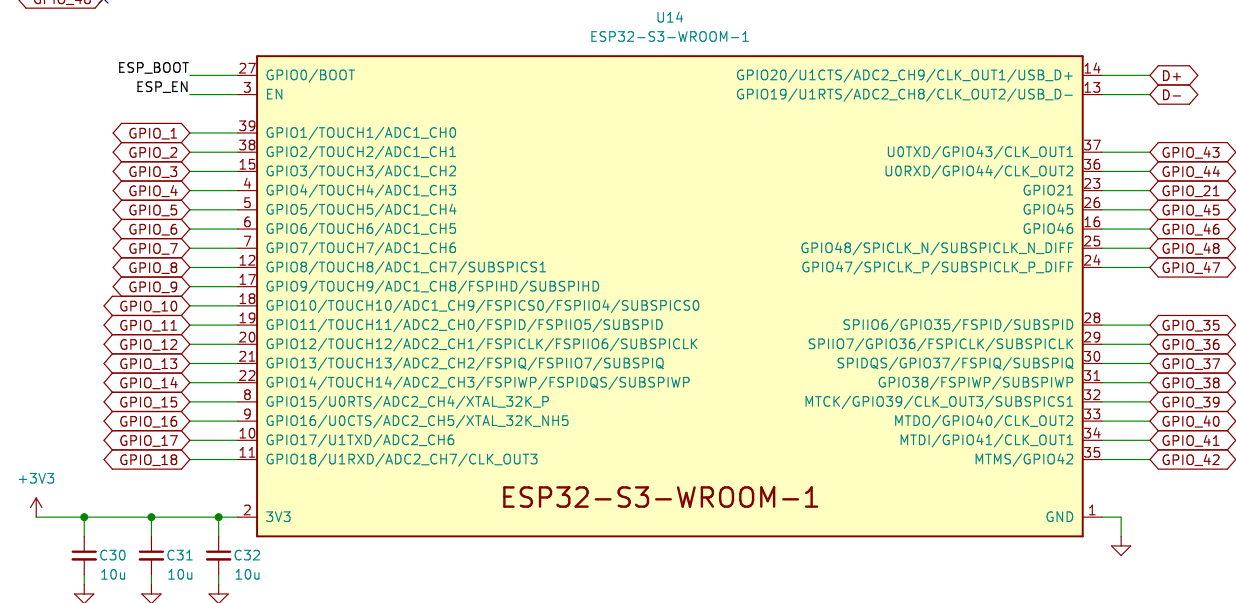 GPIO_48
U14
ESP32-S3-WROOM-1
ESP_BOOT 27 GPIO0/BOOT GPIO20/U1CTS/ADC2_CH9/CLK_OUT1/USB_D+ 14 D+
ESP_EN 3 EN GPIO19/U1RTS/ADC2_CH8/CLK_OUT2/USB_D- 13 D-
GPIO_1 39 GPIO1/TOUCH1/ADC1_CH0
GPIO_2 38 GPIO2/TOUCH2/ADC1_CH1 U0TXD/GPIO43/CLK_OUT1 37 GPIO_43
GPIO_3 15 GPIO3/TOUCH3/ADC1_CH2 U0RXD/GPIO44/CLK_OUT2 36 GPIO_44
GPIO_4 4 GPIO4/TOUCH4/ADC1_CH3 GPIO21 23 GPIO_21
GPIO_5 5 GPIO5/TOUCH5/ADC1_CH4 GPIO45 26 GPIO_45
GPIO_6 6 GPIO6/TOUCH6/ADC1_CH5 GPIO46 16 GPIO_46
GPIO_7 7 GPIO7/TOUCH7/ADC1_CH6 GPIO48/SPICLK_N/SUBSPICLK_N_DIFF 25 GPIO_48
GPIO_8 12 GPIO8/TOUCH8/ADC1_CH7/SUBSPICS1 GPIO47/SPICLK_P/SUBSPICLK_P_DIFF 24 GPIO_47
GPIO_9 17 GPIO9/TOUCH9/ADC1_CH8/FSPIHD/SUBSPIHD
GPIO_10 18 GPIO10/TOUCH10/ADC1_CH9/FSPICS0/FSPIIO4/SUBSPICS0
GPIO_11 19 GPIO11/TOUCH11/ADC2_CH0/FSPID/FSPIIO5/SUBSPID SPIIO6/GPIO35/FSPID/SUBSPID 28 GPIO_35
GPIO_12 20 GPIO12/TOUCH12/ADC2_CH1/FSPICLK/FSPIIO6/SUBSPICLK SPIIO7/GPIO36/FSPICLK/SUBSPICLK 29 GPIO_36
GPIO_13 21 GPIO13/TOUCH13/ADC2_CH2/FSPIQ/FSPIIO7/SUBSPIQ SPIDQS/GPIO37/FSPIQ/SUBSPIQ 30 GPIO_37
GPIO_14 22 GPIO14/TOUCH14/ADC2_CH3/FSPIWP/FSPIDQS/SUBSPIWP GPIO38/FSPIWP/SUBSPIWP 31 GPIO_38
GPIO_15 8 GPIO15/U0RTS/ADC2_CH4/XTAL_32K_P MTCK/GPIO39/CLK_OUT3/SUBSPICS1 32 GPIO_39
GPIO_16 9 GPIO16/U0CTS/ADC2_CH5/XTAL_32K_NH5 MTDO/GPIO40/CLK_OUT2 33 GPIO_40
GPIO_17 10 GPIO17/U1TXD/ADC2_CH6 MTDI/GPIO41/CLK_OUT1 34 GPIO_41
GPIO_18 11 GPIO18/U1RXD/ADC2_CH7/CLK_OUT3 MTMS/GPIO42 35 GPIO_42
+3V3
ESP32-S3-WROOM-1
2 3V3 GND 1
C30 C31 C32
10u 10u 10u